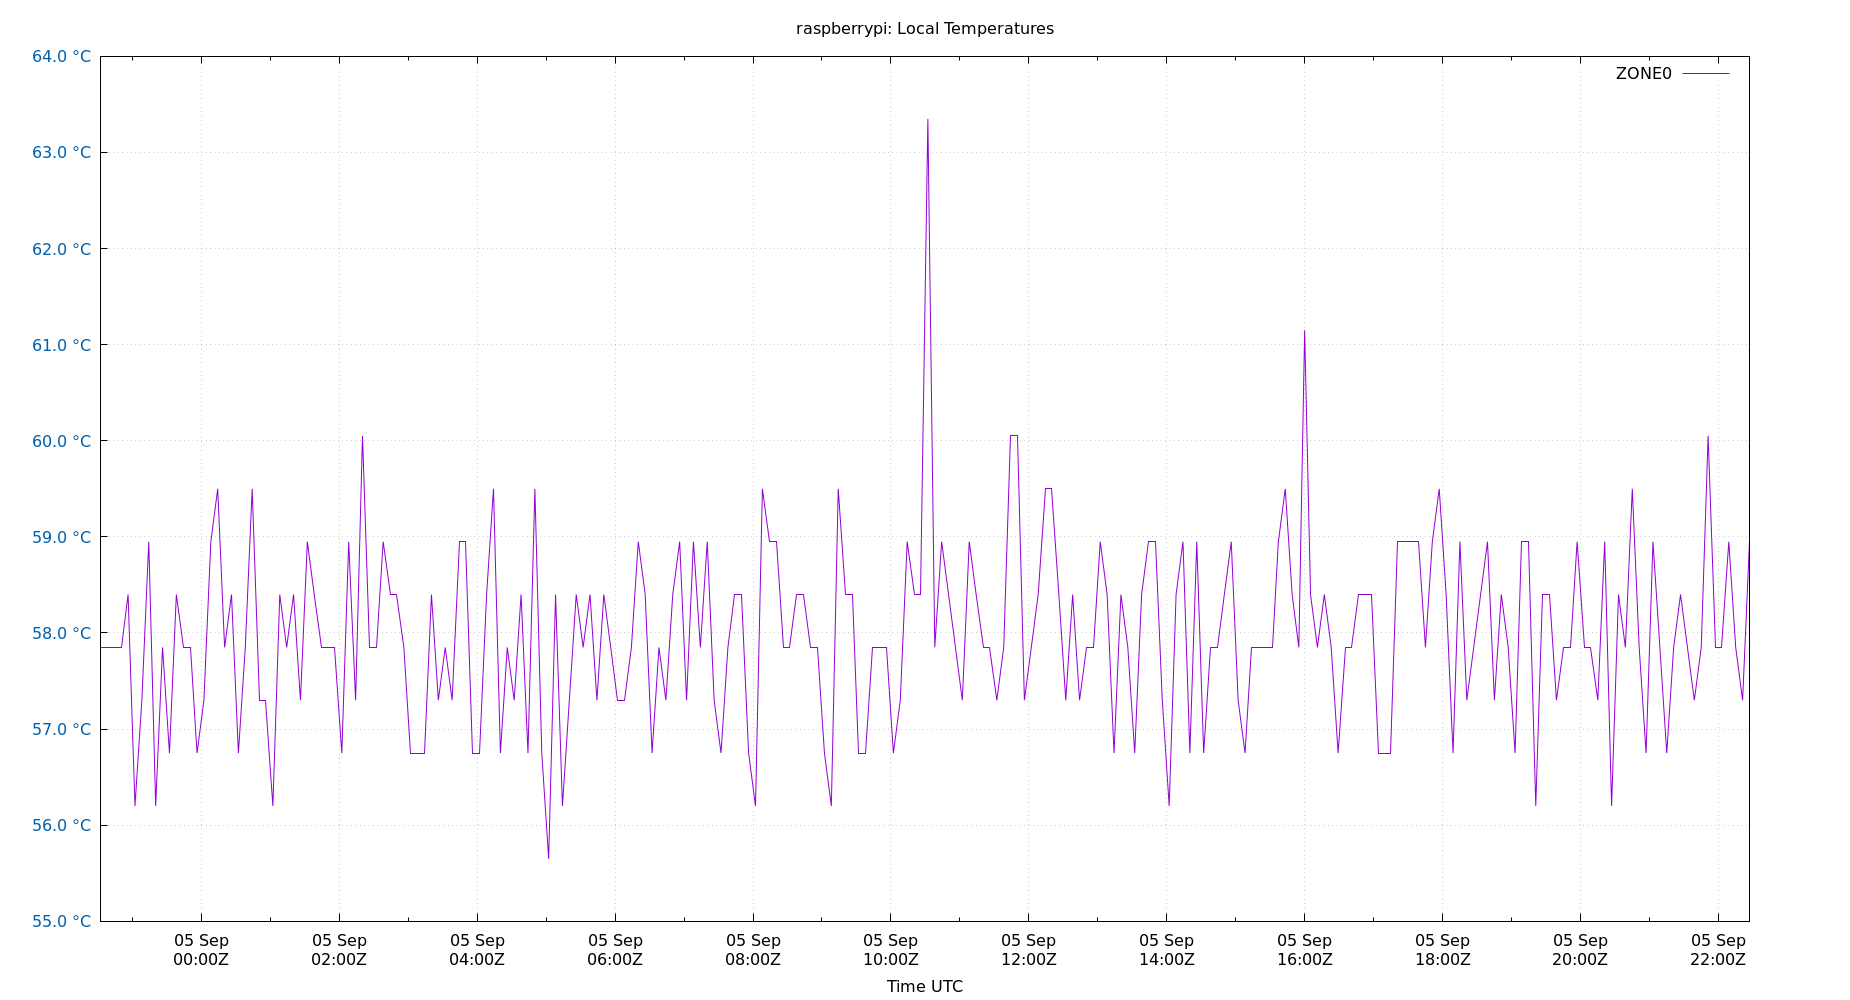 raspberrypi: Local Temperatures
64.0 °C
ZONE0
63.0 °C
62.0 °C
61.0 °C
60.0 °C
59.0 °C
58.0 °C
57.0 °C
56.0 °C
55.0 °C
05 Sep 05 Sep 05 Sep 05 Sep 05 Sep 05 Sep 05 Sep 05 Sep 05 Sep 05 Sep 05 Sep 05 Sep
00:00Z 02:00Z 04:00Z 06:00Z 08:00Z 10:00Z 12:00Z 14:00Z 16:00Z 18:00Z 20:00Z 22:00Z
Time UTC